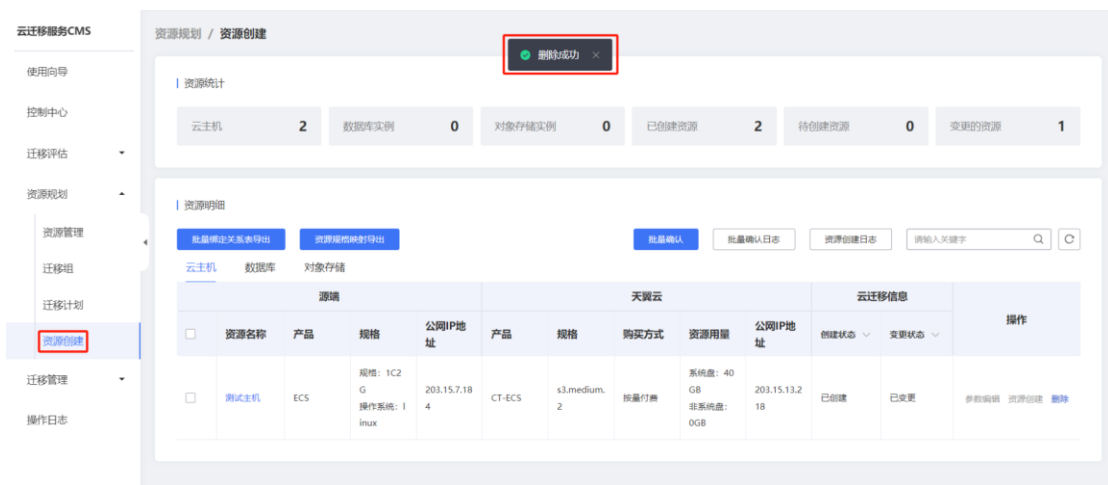 云迁移服务CMS
使用向导
控制中心
迁移评估
资源规划
资源管理
迁移组
迁移计划
资源创建
迁移管理
操作日志
资源规划 / 资源创建
删除成功 ×
资源统计
云主机 2 数据库实例 0 对象存储实例 0 已创建资源 2 待创建资源 0 变更的资源 1
资源明细
批量绑定关系表导出 资源规格映射导出 批量确认 批量确认日志 资源创建日志 请输入关键字
云主机 数据库 对象存储
源端 天翼云 云迁移信息 操作
资源名称 产品 规格 公网IP地
址
产品 规格 购买方式 资源用量 公网IP地
址
创建状态 变更状态
测试主机 ECS
规格：1C2
G
操作系统：l
inux
203.15.7.18
4
CT-ECS
s3.medium.
2
按量付费
系统盘：40
GB
非系统盘：
0GB
203.15.13.2
18
已创建 已变更 参数编辑 资源创建 删除